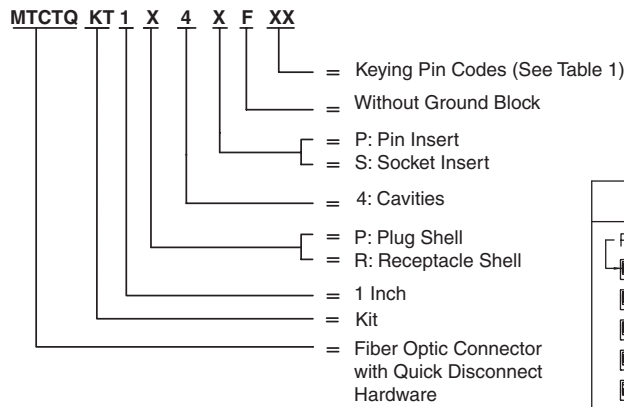 MTCTQ KT 1 X 4 X F XX
= Keying Pin Codes (See Table 1)
= Without Ground Block
= P: Pin Insert
= S: Socket Insert
= 4: Cavities
= P: Plug Shell
= R: Receptacle Shell
= 1 Inch
= Kit
= Fiber Optic Connector
with Quick Disconnect
Hardware